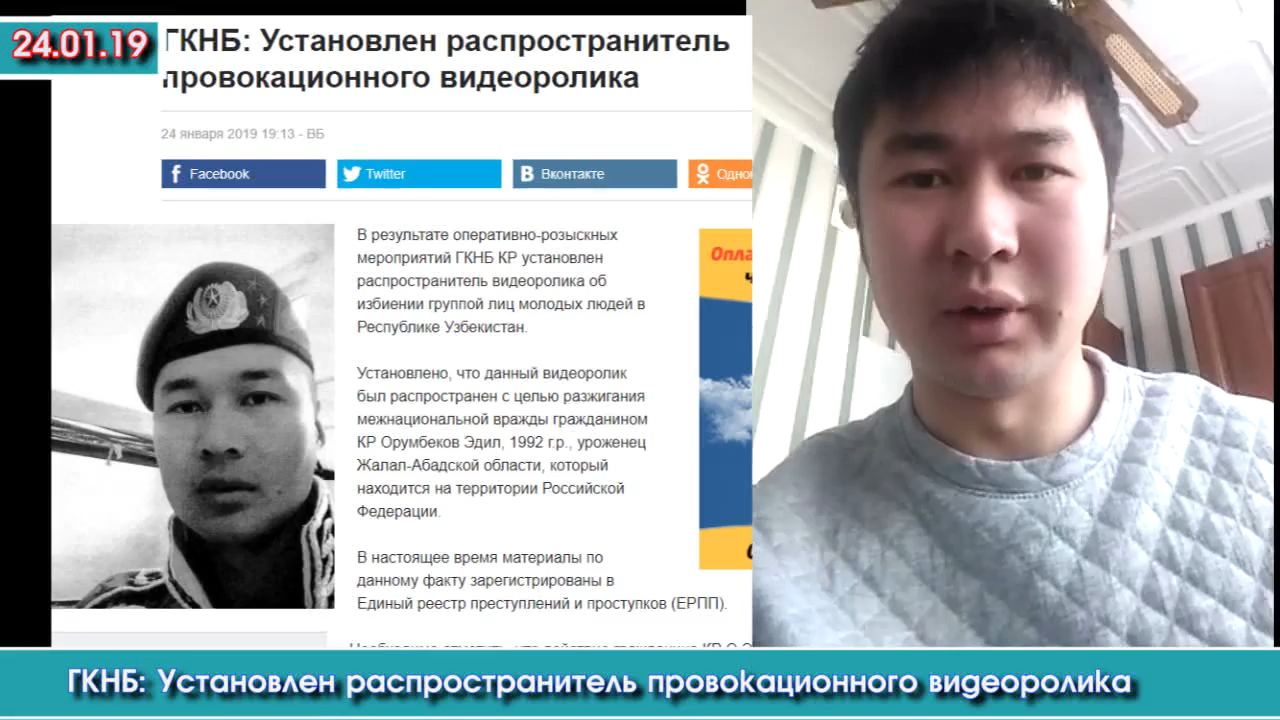 24.01.19
ГКНБ: Установлен распространитель
провокационного видеоролика
24 января 2019 19:13 - ВБ
Facebook
Twitter
Вконтакте
В результате оперативно-розыскных
мероприятий ГКНБ КР установлен
распространитель видеоролика об
избиении группой лиц молодых людей в
Республике Узбекистан.
Установлено, что данный видеоролик
был распространен с целью разжигания
межнациональной вражды гражданином
КР Орумбеков Эдил, 1992 г.р., уроженец
Жалал-Абадской области, который
находится на территории Российской
Федерации.
В настоящее время материалы по
данному факту зарегистрированы в
Единый реестр преступлений и проступков (ЕРПП).
ГКНБ: Установлен распространитель провокационного видеоролика